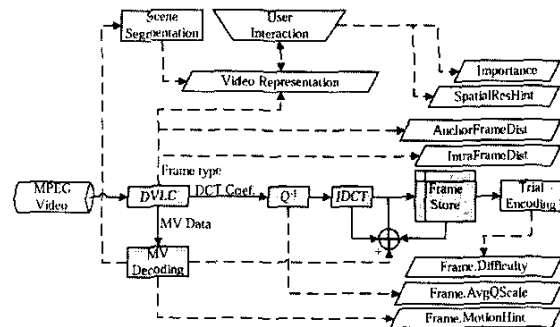 Scene
Segmentation
User
Interaction
Video Representation
Importance
SpatialResHint
AnchorFrameDist
IntraFrameDist
Frame type
MPEG
Video
DVLC
DCT Coef.
Q-1
IDCT
Frame
Store
Trial
Encoding
MV Data
+
MV
Decoding
Frame.Difficulty
Frame.AvgQScale
Frame.MotionHint